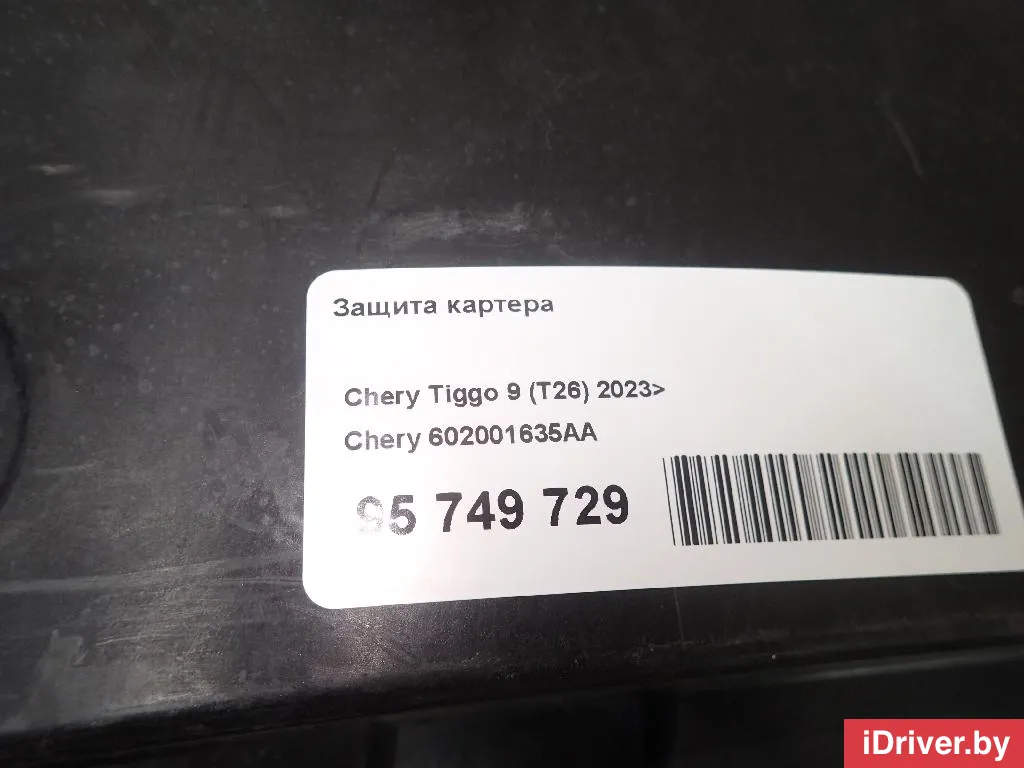 Защита картера
Chery Tiggo 9 (T26) 2023>
Chery 602001635AA
95 749 729
iDriver.by